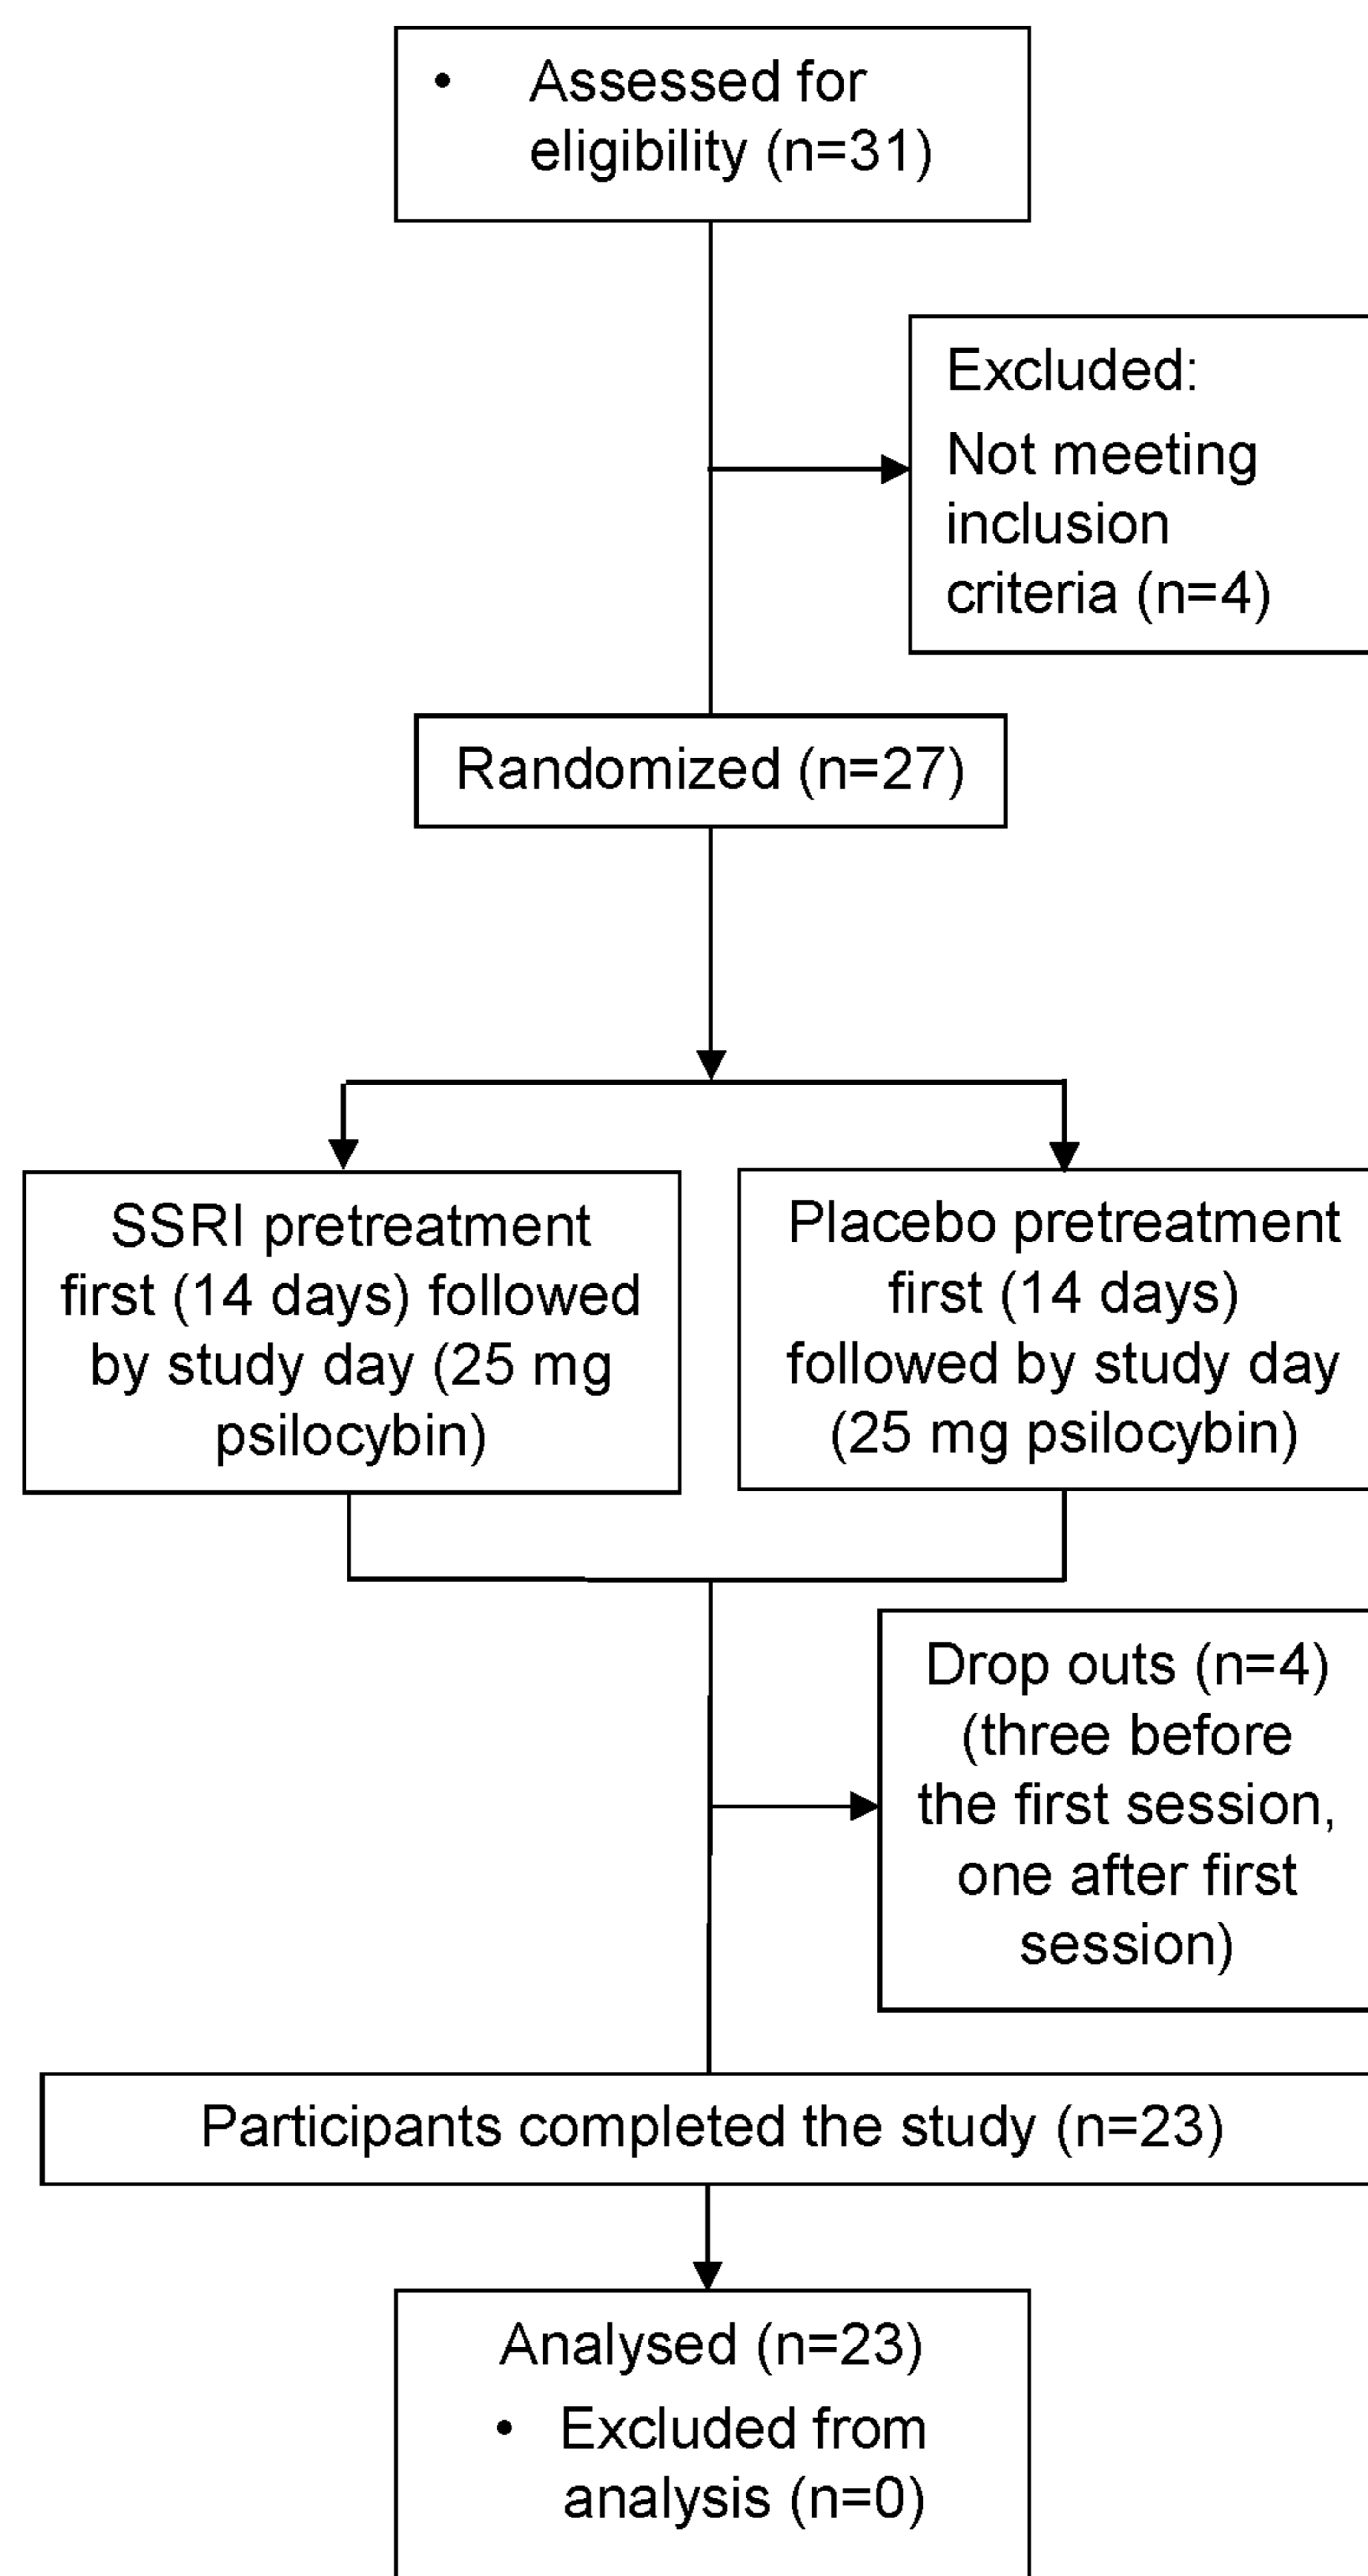 • Assessed for
eligibility (n=31)
Excluded:
Not meeting
inclusion
criteria (n=4)
Randomized (n=27)
SSRI pretreatment
first (14 days) followed
by study day (25 mg
psilocybin)
Placebo pretreatment
first (14 days)
followed by study day
(25 mg psilocybin)
Drop outs (n=4)
(three before
the first session,
one after first
session)
Participants completed the study (n=23)
Analysed (n=23)
• Excluded from
analysis (n=0)